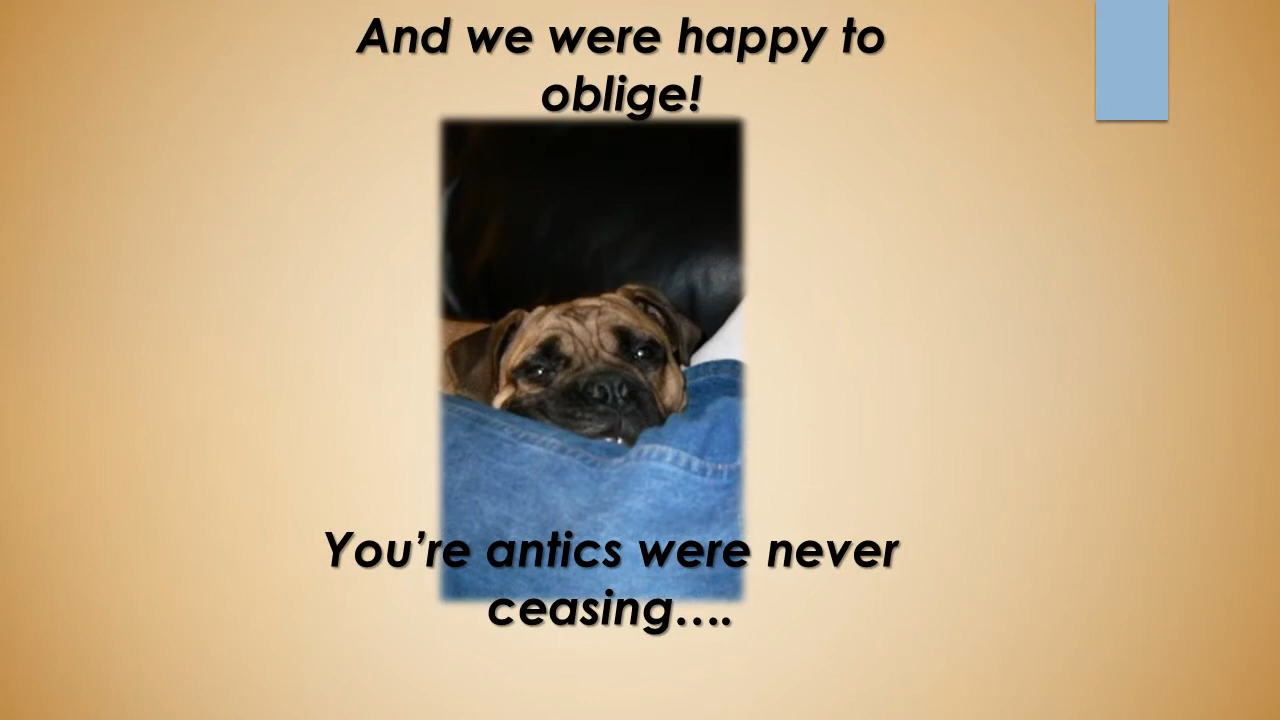 And we were happy to
oblige!
You’re antics were never
ceasing….